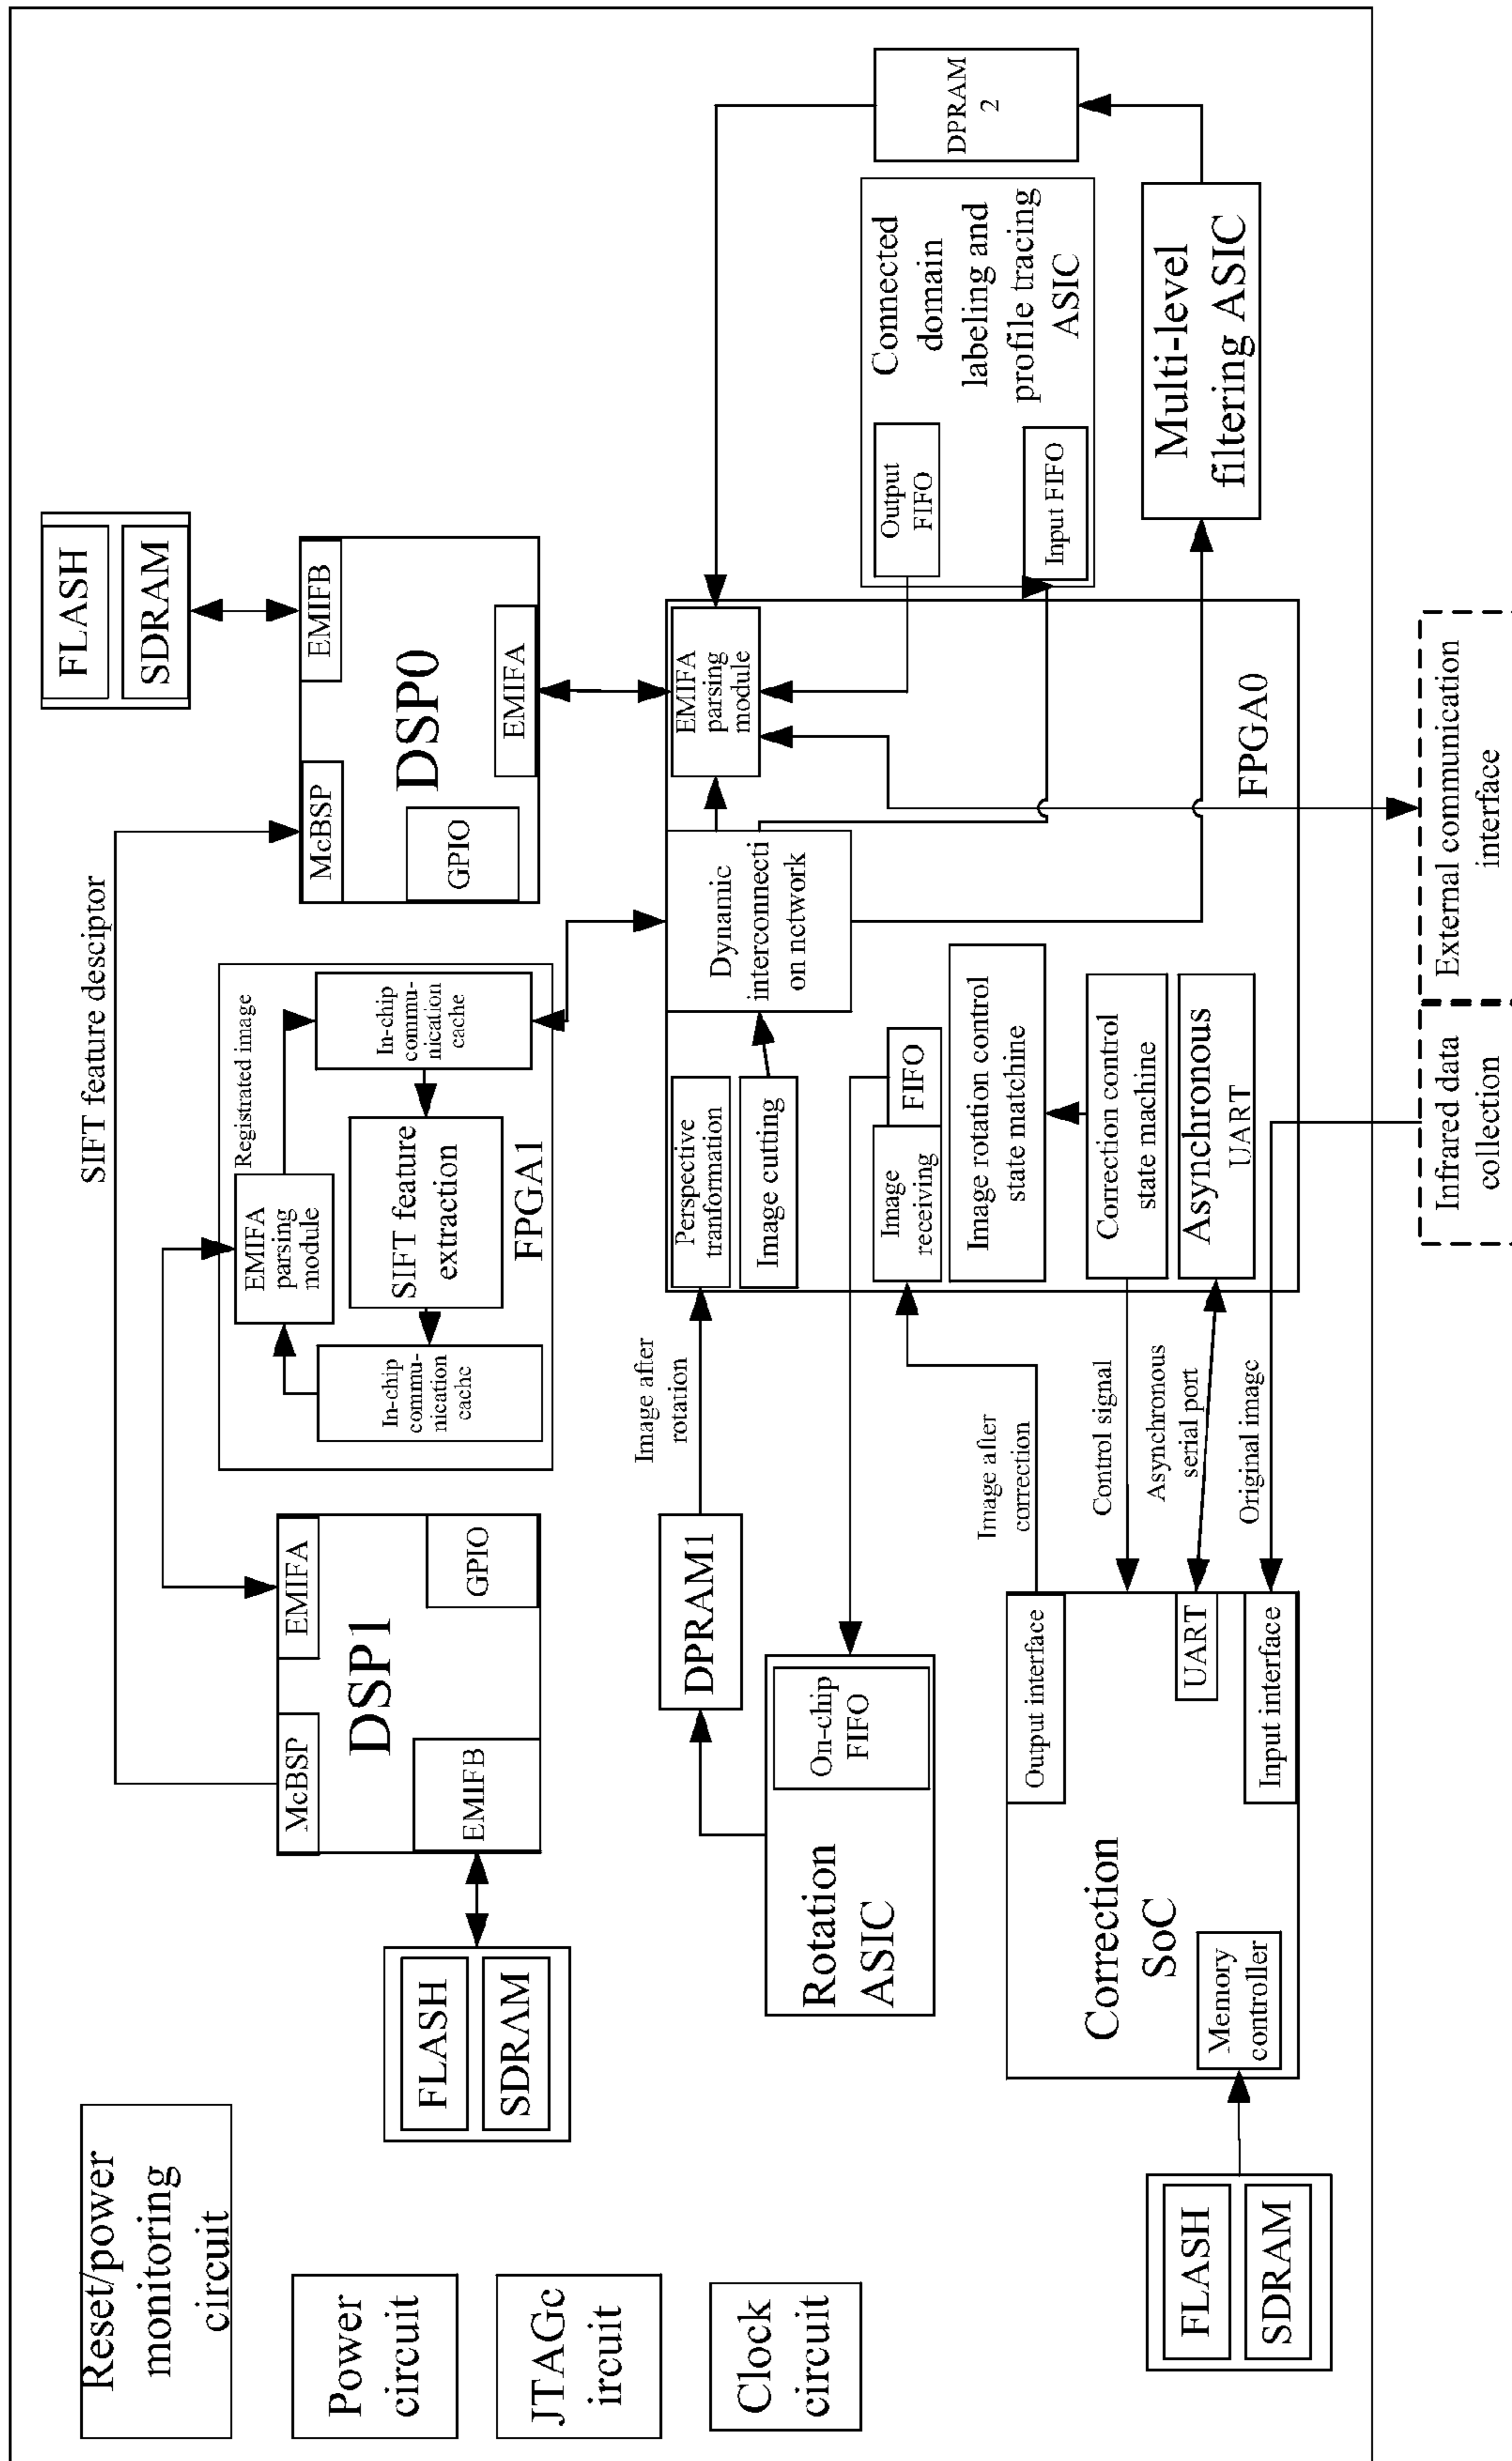 Reset/power
monitoring
circuit
Power
circuit
JTAGc
ircuit
Clock
circuit
FLASH
SDRAM
FLASH
SDRAM
SIFT feature desciptor
McBSP
EMIFA
DSP1
EMIFB
GPIO
EMIFA
parsing
module
Registrated image
In-chip
commu-
nication
cache
SIFT feature
extraction
In-chip
commu-
nication
cache
FPGA1
McBSP
EMIFB
DSP0
GPIO
EMIFA
FLASH
SDRAM
Rotation
ASIC
On-chip
FIFO
DPRAM1
Image after
rotation
Correction
SoC
Memory
controller
Output interface
UART
Input interface
Image after
correction
Control signal
Asynchronous
serial port
Original image
Perspective
tranformation
Image cutting
Image
receiving
FIFO
Image rotation control
state matchine
Correction control
state machine
Asynchronous
UART
Dynamic
interconnecti
on nctwork
EMIFA
parsing
module
FPGA0
Output
FIFO
Input FIFO
Connected
domain
labeling and
profile tracing
ASIC
DPRAM
2
Multi-level
filtering ASIC
Infrared data
collection
External communication
interface